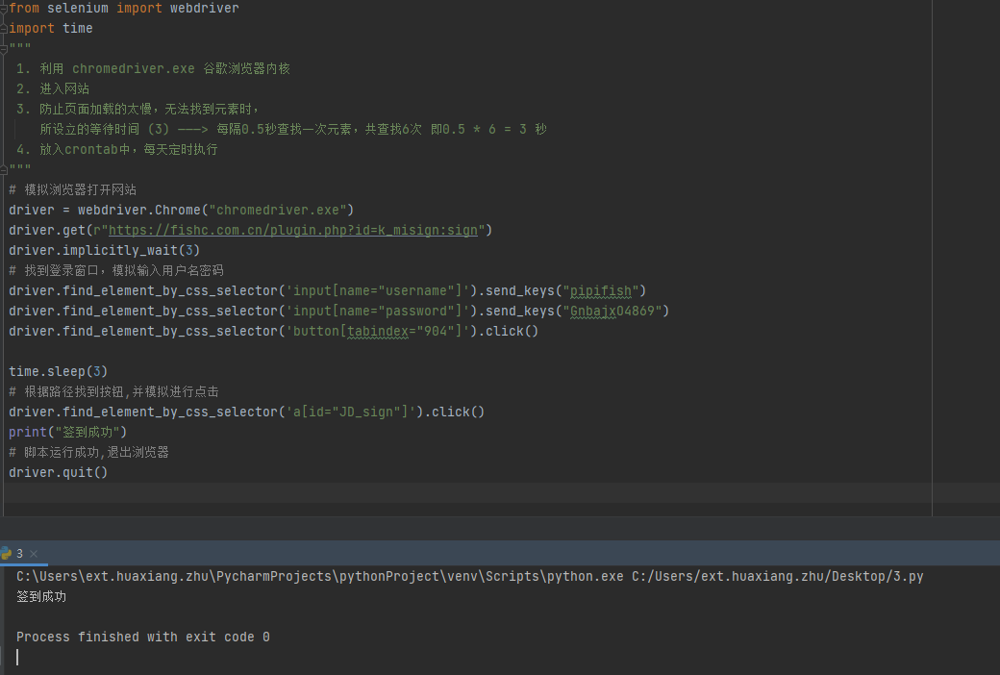 from selenium import webdriver
import time
"""
1. 利用 chromedriver.exe 谷歌浏览器内核
2. 进入网站
3. 防止页面加载的太慢，无法找到元素时，
所设立的等待时间 (3) ———> 每隔0.5秒查找一次元素，共查找6次 即0.5 * 6 = 3 秒
4. 放入crontab中，每天定时执行
"""
# 模拟浏览器打开网站
driver = webdriver.Chrome("chromedriver.exe")
driver.get(r"https://fishc.com.cn/plugin.php?id=k_misign:sign")
driver.implicitly_wait(3)
# 找到登录窗口，模拟输入用户名密码
driver.find_element_by_css_selector('input[name="username"]').send_keys("pipifish")
driver.find_element_by_css_selector('input[name="password"]').send_keys("GnbajxO4869")
driver.find_element_by_css_selector('button[tabindex="904"]').click()
time.sleep(3)
# 根据路径找到按钮,并模拟进行点击
driver.find_element_by_css_selector('a[id="JD_sign"]').click()
print("签到成功")
# 脚本运行成功,退出浏览器
driver.quit()
3 ×
C:\Users\ext.huaxiang.zhu\PycharmProjects\pythonProject\venv\Scripts\python.exe C:/Users/ext.huaxiang.zhu/Desktop/3.py
签到成功
Process finished with exit code 0